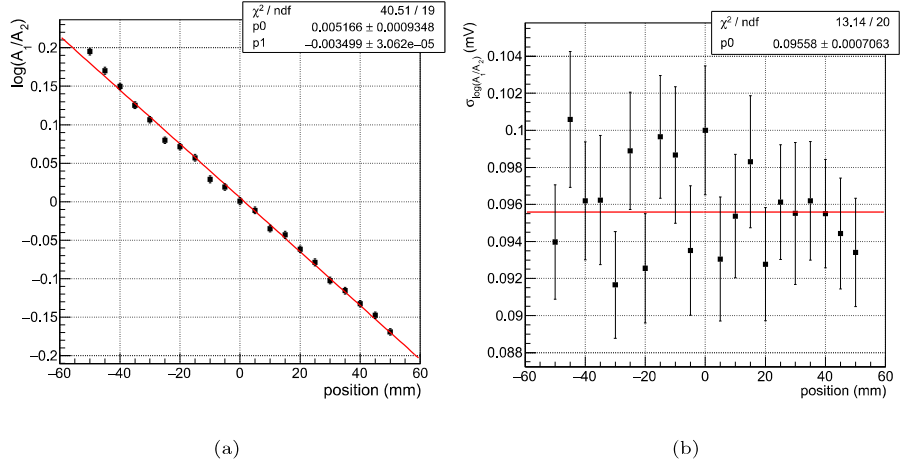 χ² / ndf 40.51 / 19
p0 0.005166 ± 0.0009348
p1 −0.003499 ± 3.062e−05
log(A₁/A₂)
0.2
0.15
0.1
0.05
0
−0.05
−0.1
−0.15
−0.2
−60 −40 −20 0 20 40 60
position (mm)
(a)
χ² / ndf 13.14 / 20
p0 0.09558 ± 0.0007063
σlog(A₁/A₂) (mV)
0.104
0.102
0.1
0.098
0.096
0.094
0.092
0.09
0.088
−60 −40 −20 0 20 40 60
position (mm)
(b)